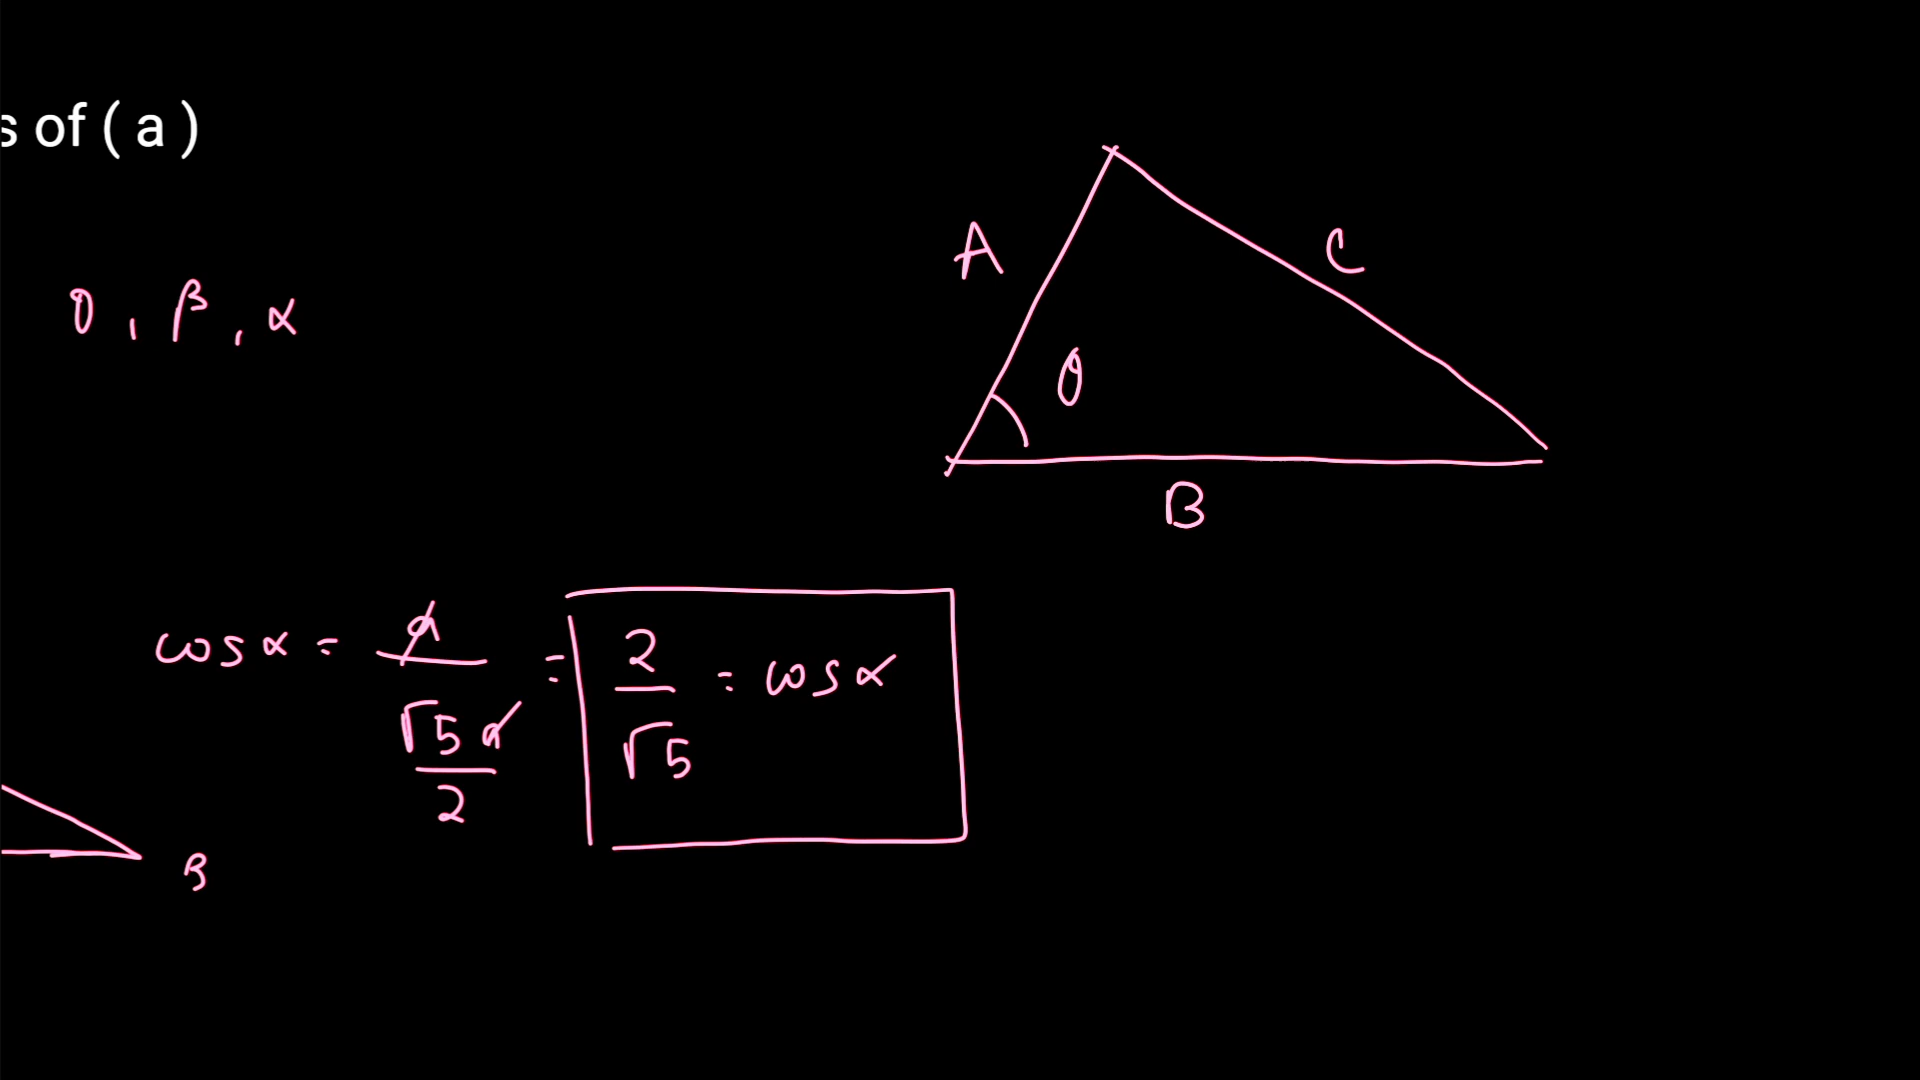 s of ( a )
A
C
θ , β , α
θ
B
cos α = a / (√5 a / 2) = 2 / √5 = cos α
B